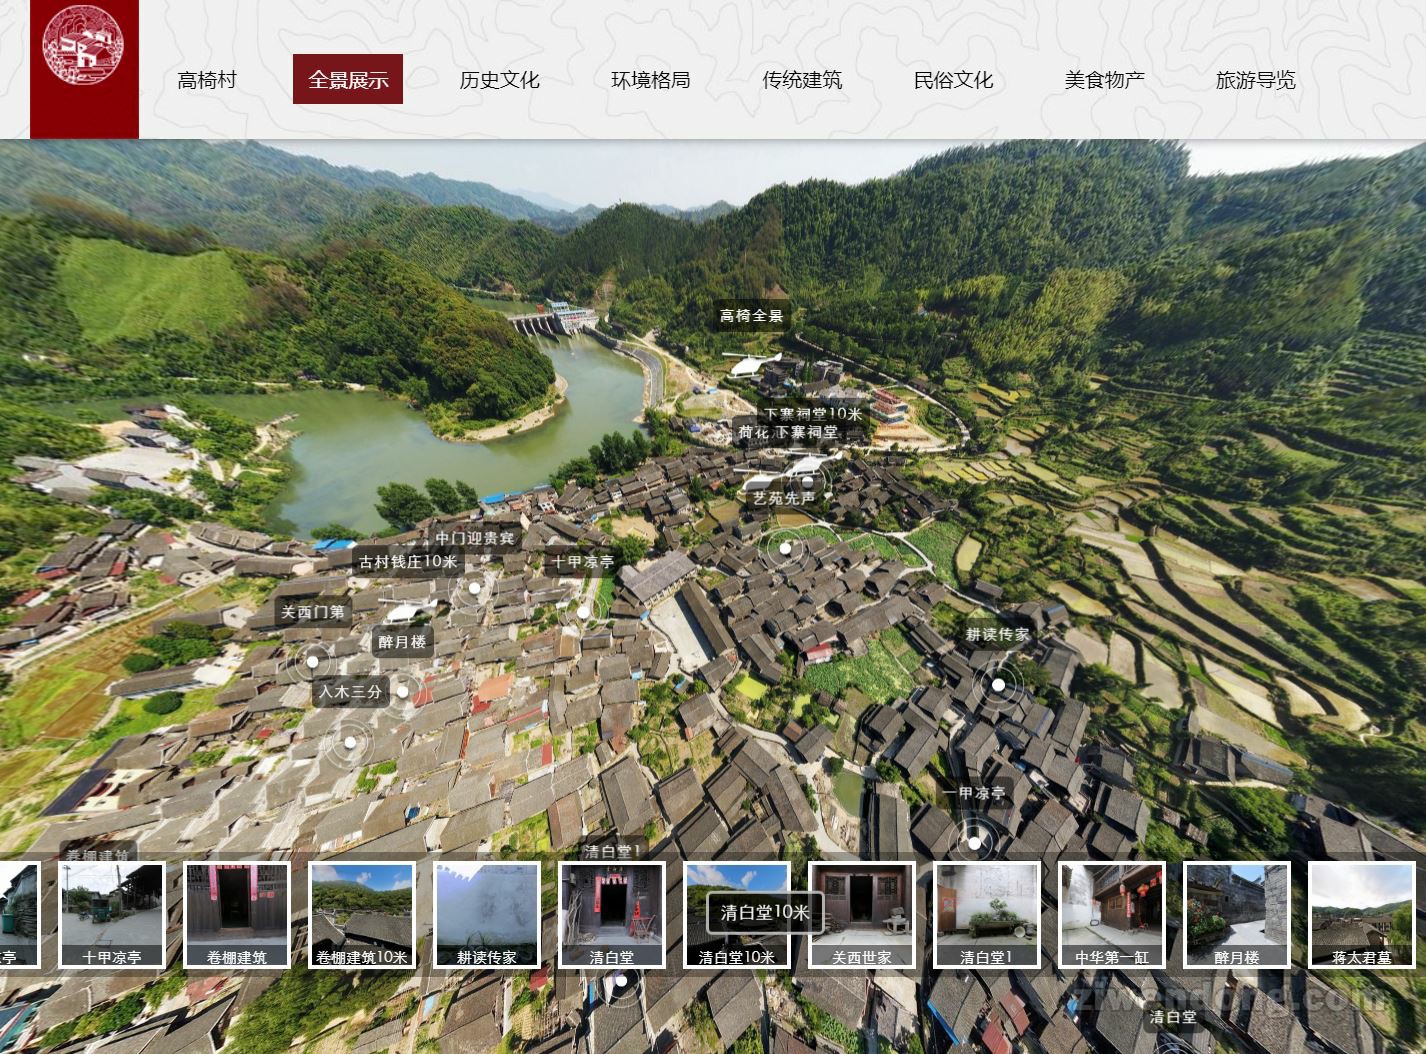 高椅村
全景展示
历史文化
环境格局
传统建筑
民俗文化
美食物产
旅游导览
高椅全景
下寨祠堂10米
荷花
下寨祠堂
艺苑先声
中门迎贵宾
古村钱庄10米
十甲凉亭
关西门第
醉月楼
耕读传家
入木三分
一甲凉亭
卷棚建筑
清白堂1
清白堂10米
亭
十甲凉亭
卷棚建筑
卷棚建筑10米
耕读传家
清白堂
清白堂10米
关西世家
清白堂1
中华第一缸
醉月楼
蒋太君墓
ziwendong.com
清白堂